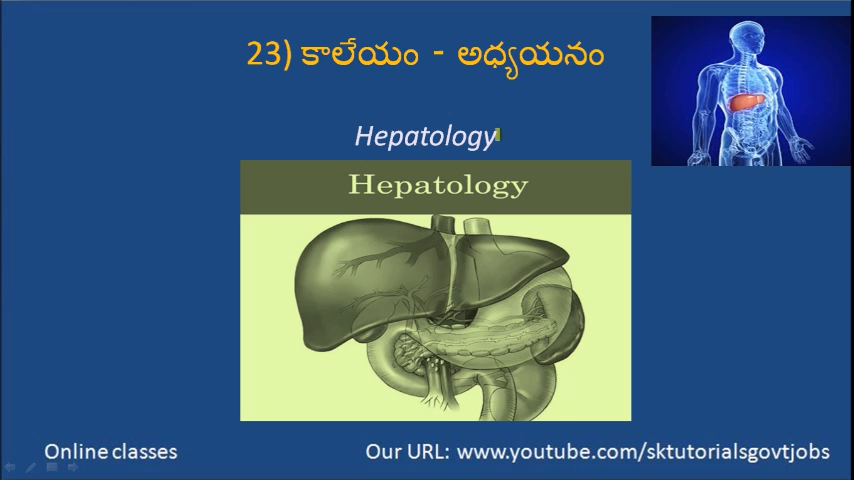 23) కాలేయం - అధ్యయనం
Hepatology
Hepatology
Online classes
Our URL: www.youtube.com/sktutorialsgovtjobs